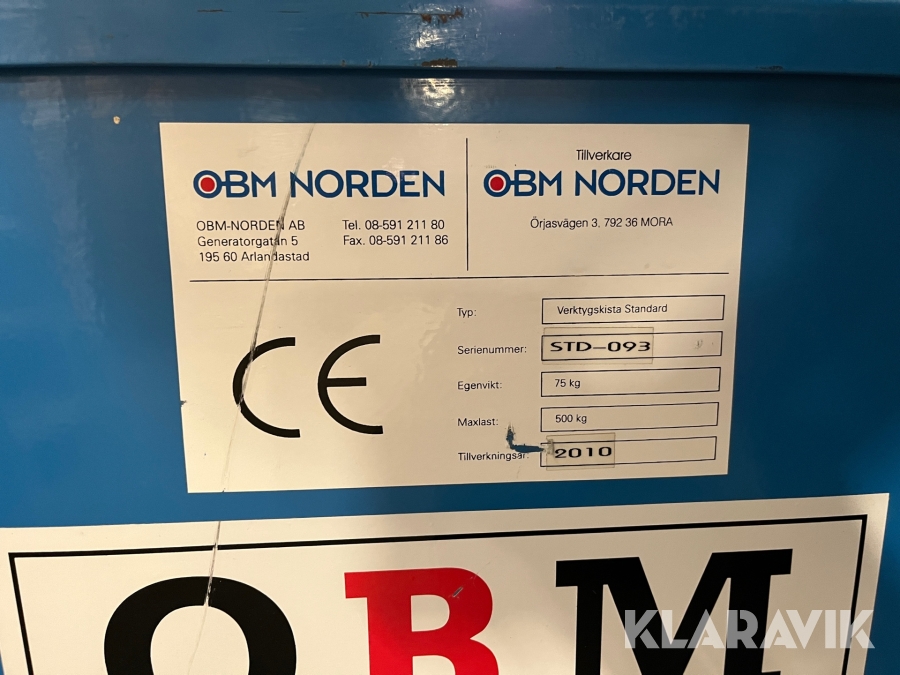 OBM NORDEN
OBM-NORDEN AB
Generatorgatan 5
195 60 Arlandastad
Tel. 08-591 211 80
Fax. 08-591 211 86
Tillverkare
OBM NORDEN
Örjasvägen 3, 792 36 MORA
CE
Typ: Verktygskista Standard
Serienummer: STD-093
Egenvikt: 75 kg
Maxlast: 500 kg
Tillverkningsår: 2010
OBM
KLARAVIK